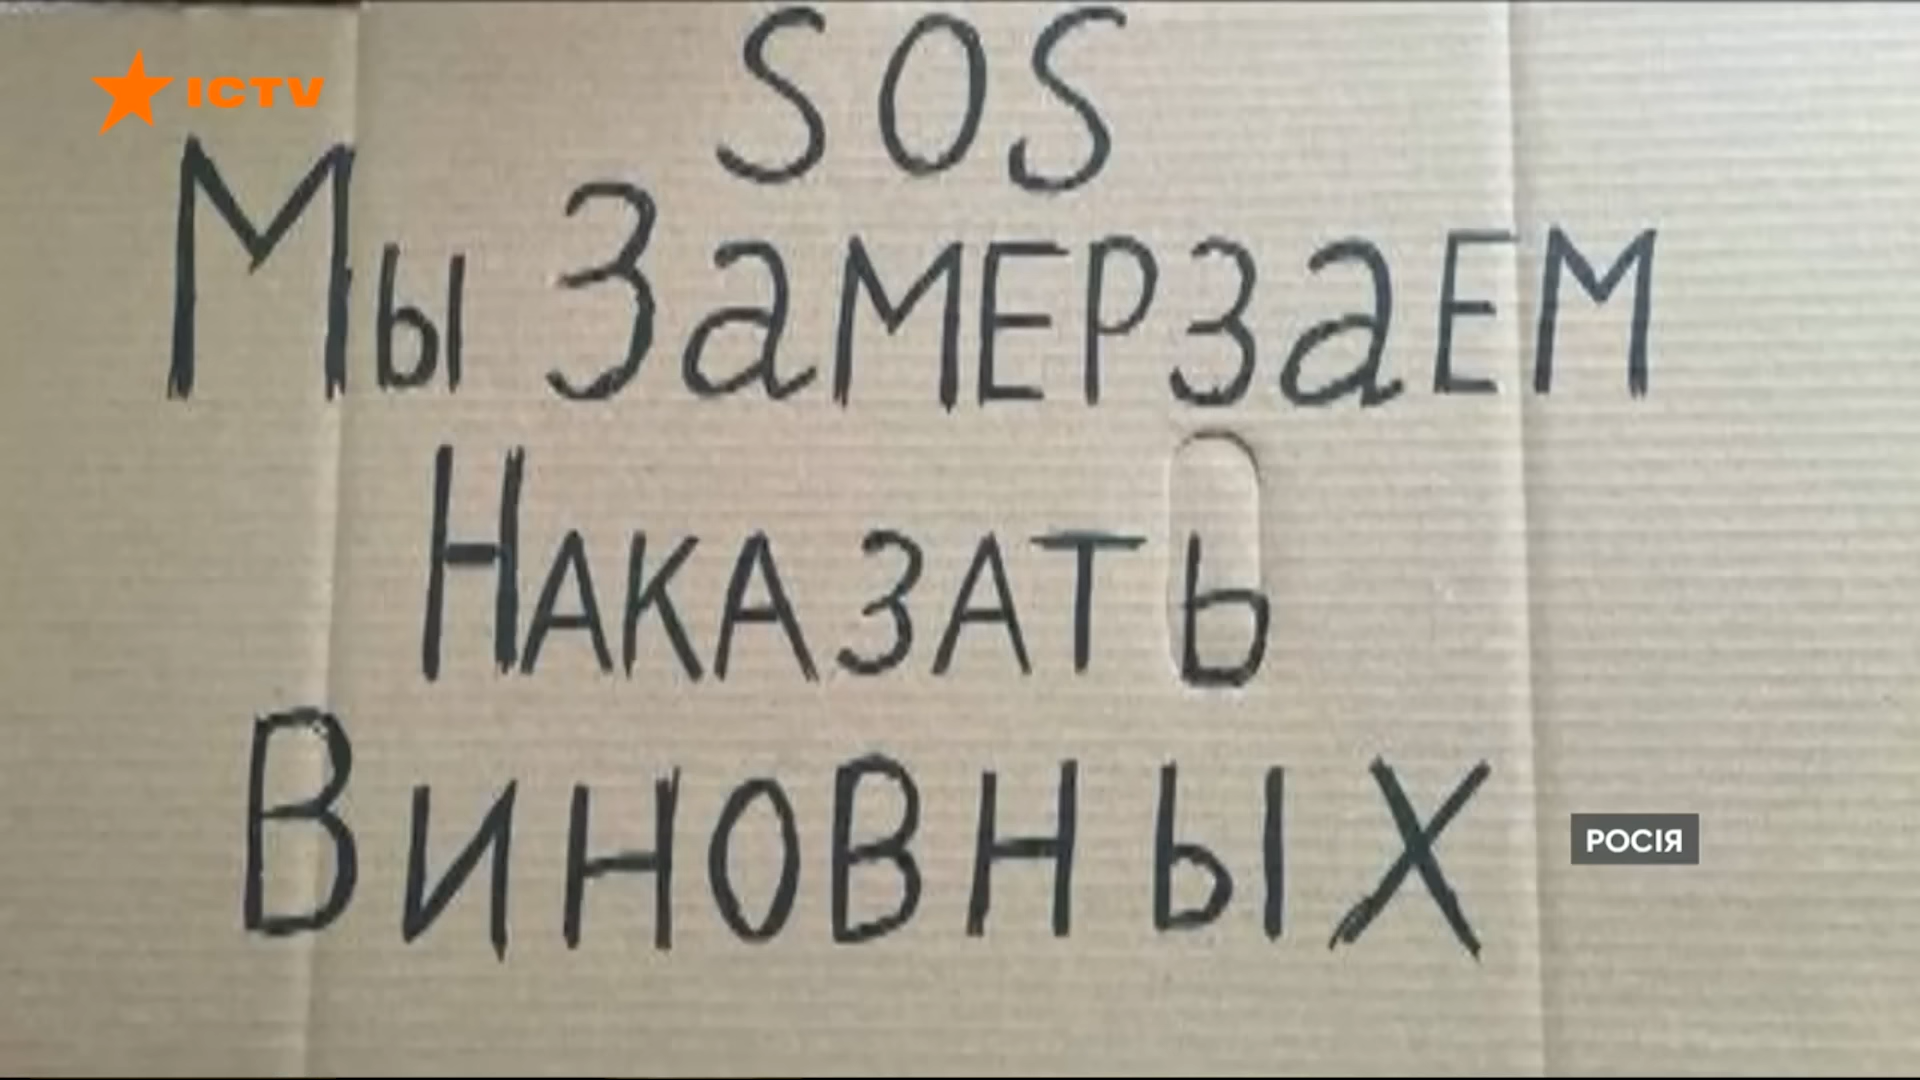 SOS
ICTV
Мы Замерзаем
Наказать
Виновных
РОСІЯ